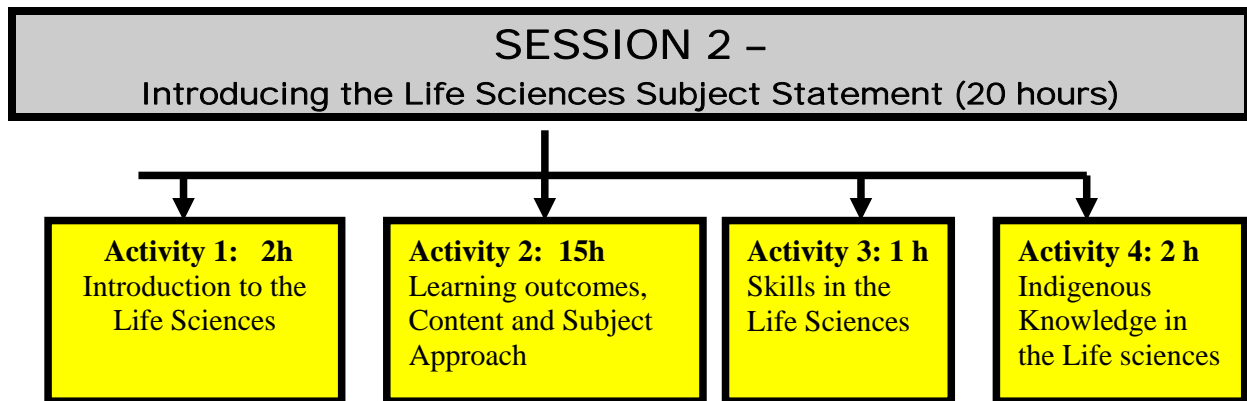 SESSION 2 –
Introducing the Life Sciences Subject Statement (20 hours)
Activity 1: 2h
Introduction to the
Life Sciences
Activity 2: 15h
Learning outcomes,
Content and Subject
Approach
Activity 3: 1 h
Skills in the
Life Sciences
Activity 4: 2 h
Indigenous
Knowledge in
the Life sciences